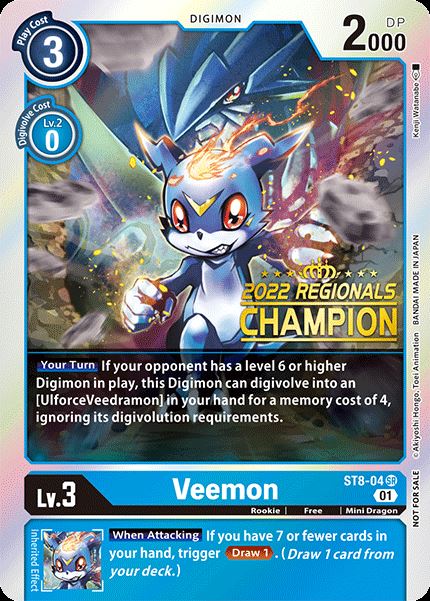 DIGIMON
Play Cost
3
2000
DP
Digivolve Cost
Lv.2
0
Kenji Watanabe
2022 REGIONALS
CHAMPION
Your Turn If your opponent has a level 6 or higher
Digimon in play, this Digimon can digivolve into an
[UlforceVeedramon] in your hand for a memory cost of 4,
ignoring its digivolution requirements.
© Akiyoshi Hongo, Toei Animation BANDAI MADE IN JAPAN
NOT FOR SALE
Lv.3
Veemon
ST8-04 SR
01
Rookie | Free | Mini Dragon
Inherited Effect
When Attacking If you have 7 or fewer cards in
your hand, trigger Draw 1. (Draw 1 card from
your deck.)